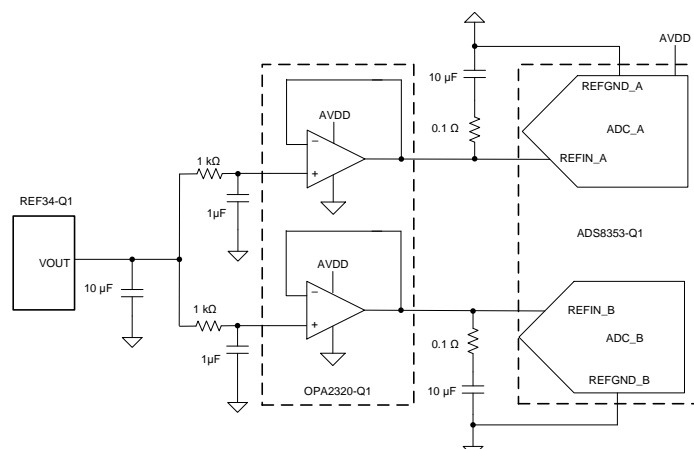 AVDD
10 µF
REFGND_A
AVDD
0.1 Ω
ADC_A
1 kΩ
REFIN_A
REF34-Q1
1µF
ADS8353-Q1
VOUT
AVDD
10 µF
1 kΩ
REFIN_B
0.1 Ω
ADC_B
1µF
REFGND_B
10 µF
OPA2320-Q1